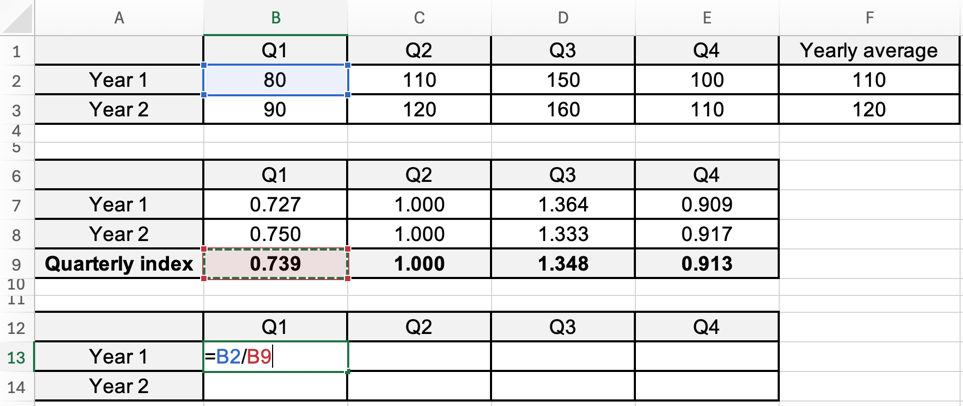 A B C D E F
1 Q1 Q2 Q3 Q4 Yearly average
2 Year 1 80 110 150 100 110
3 Year 2 90 120 160 110 120
4
5
6 Q1 Q2 Q3 Q4
7 Year 1 0.727 1.000 1.364 0.909
8 Year 2 0.750 1.000 1.333 0.917
9 Quarterly index 0.739 1.000 1.348 0.913
10
11
12 Q1 Q2 Q3 Q4
13 Year 1 =B2/B9
14 Year 2